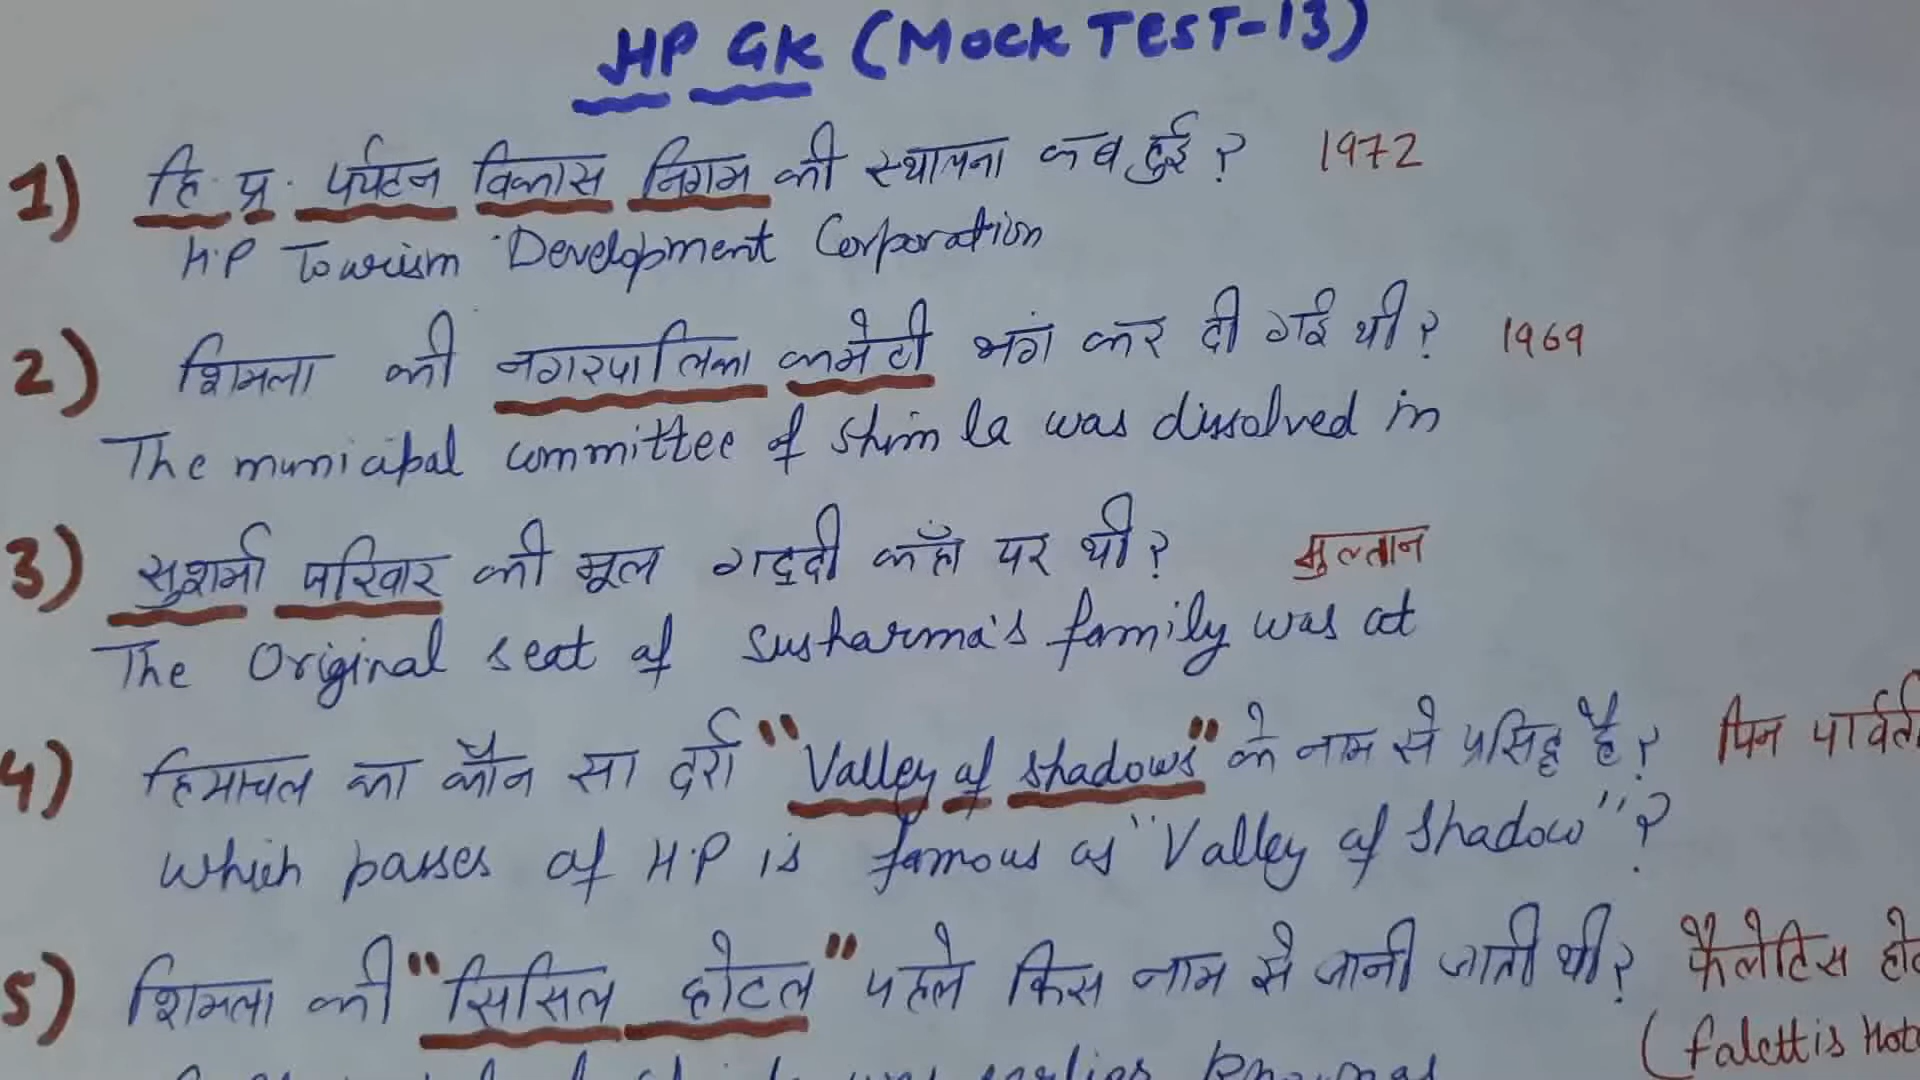 HP GK (MOCK TEST-13)
1) हि. प्र. पर्यटन विकास निगम की स्थापना कब हुई? 1972
H.P Tourism Development Corporation
2) शिमला की नगरपालिका कमेटी भंग कर दी गई थी? 1969
The municipal committee of Shimla was dissolved in
3) सुशर्मा परिवार की मूल गद्दी कहाँ पर थी? मुल्तान
The Original seat of Susharma's family was at
4) हिमाचल का कौन सा दर्रा "Valley of shadows" के नाम से प्रसिद्ध है? पिन पार्वती
Which passes of H.P is famous as "Valley of shadow"?
5) शिमला की "सिसिल होटल" पहले किस नाम से जानी जाती थी? फैलेटिस
(faletti's Hot
was earlier